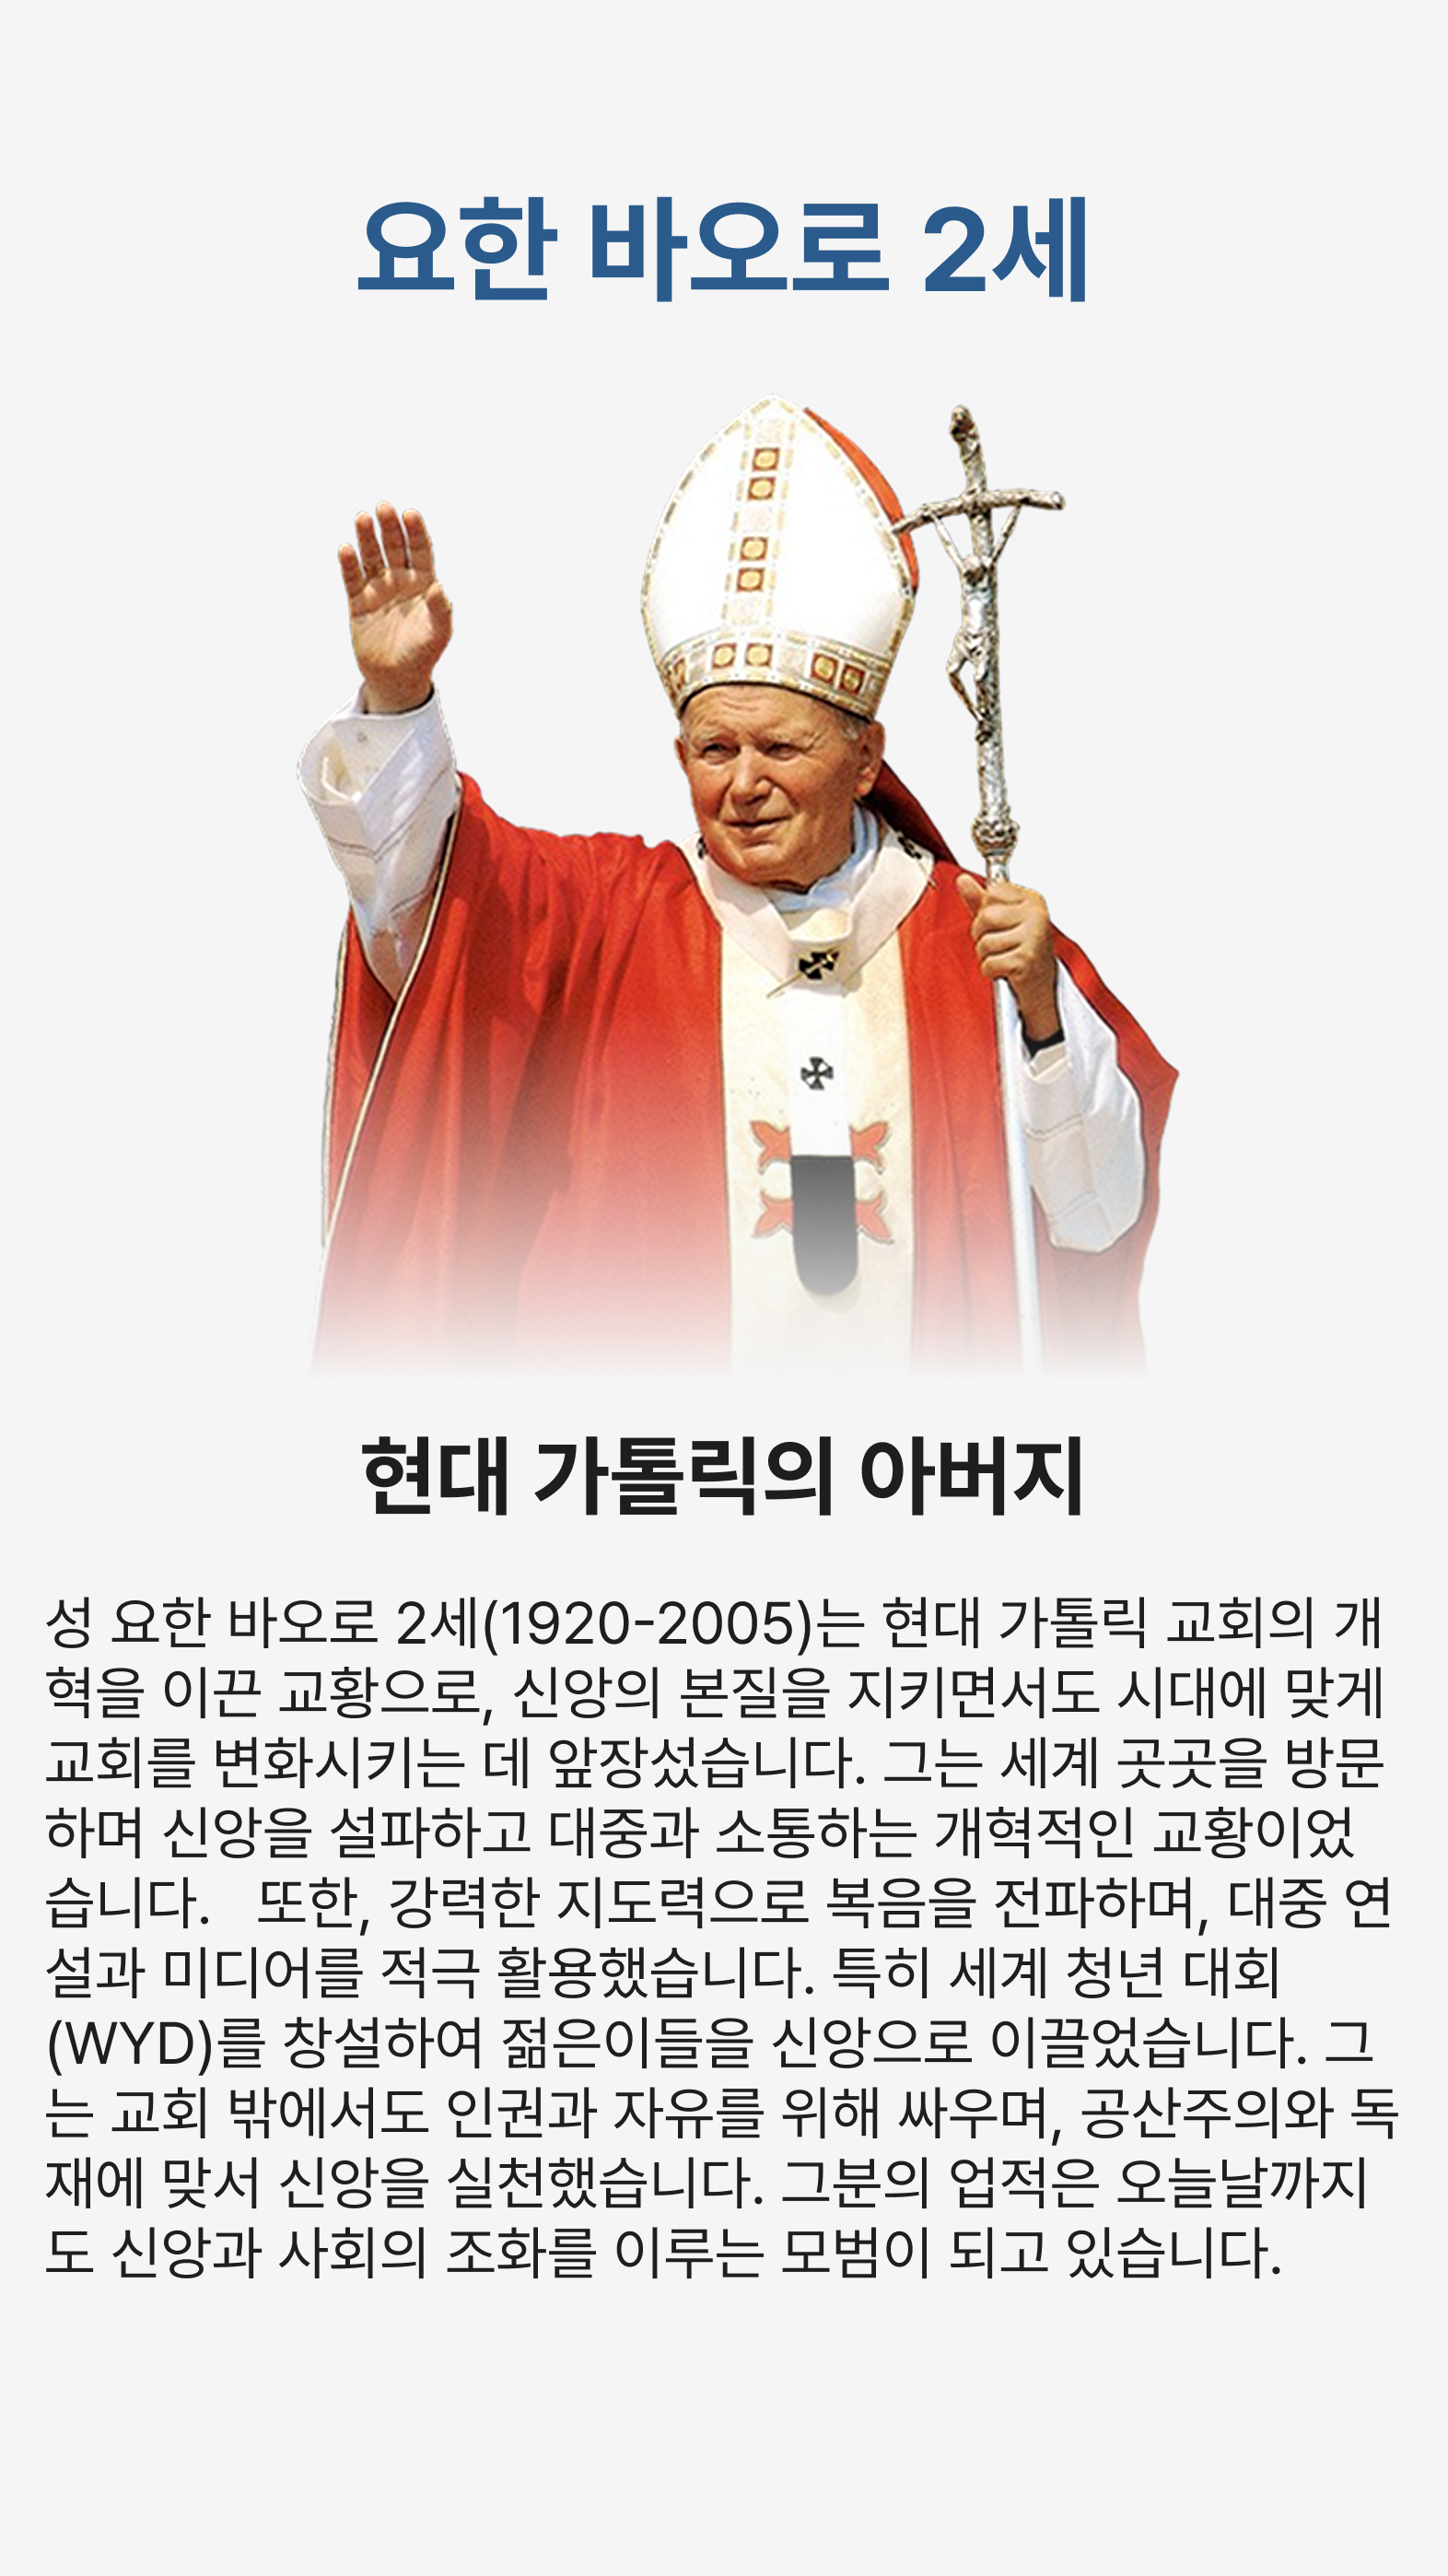 요한 바오로 2세
현대 가톨릭의 아버지
성 요한 바오로 2세(1920-2005)는 현대 가톨릭 교회의 개
혁을 이끈 교황으로, 신앙의 본질을 지키면서도 시대에 맞게
교회를 변화시키는 데 앞장섰습니다. 그는 세계 곳곳을 방문
하며 신앙을 설파하고 대중과 소통하는 개혁적인 교황이었
습니다.   또한, 강력한 지도력으로 복음을 전파하며, 대중 연
설과 미디어를 적극 활용했습니다. 특히 세계 청년 대회
(WYD)를 창설하여 젊은이들을 신앙으로 이끌었습니다. 그
는 교회 밖에서도 인권과 자유를 위해 싸우며, 공산주의와 독
재에 맞서 신앙을 실천했습니다. 그분의 업적은 오늘날까지
도 신앙과 사회의 조화를 이루는 모범이 되고 있습니다.